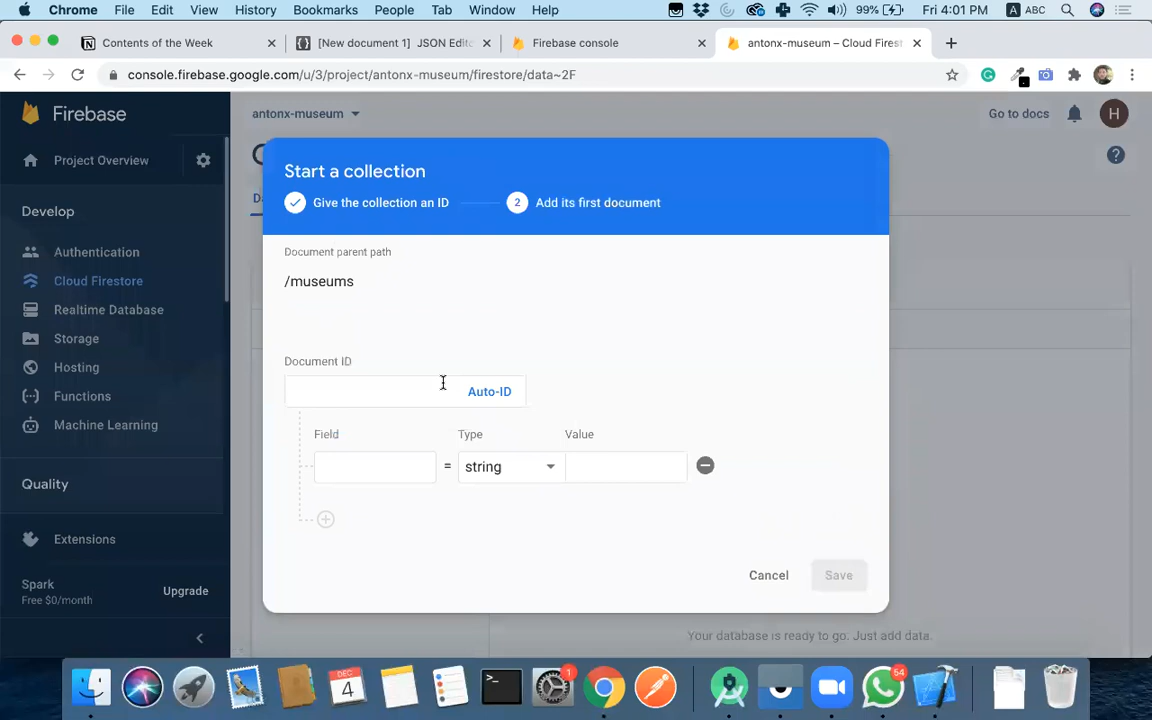 Chrome File Edit View History Bookmarks People Tab Window Help 99% Fri 4:01 PM A ABC
Contents of the Week [New document 1] JSON Edito Firebase console antonx-museum – Cloud Firest
console.firebase.google.com/u/3/project/antonx-museum/firestore/data~2F
Firebase antonx-museum Go to docs H
Project Overview
Develop
Authentication
Cloud Firestore
Realtime Database
Storage
Hosting
Functions
Machine Learning
Quality
Extensions
Spark
Free $0/month
Upgrade
Start a collection
Give the collection an ID 2 Add its first document
Document parent path
/museums
Document ID
Auto-ID
Field Type Value
= string
Cancel Save
Your database is ready to go. Just add data.
DEC
4
1
64